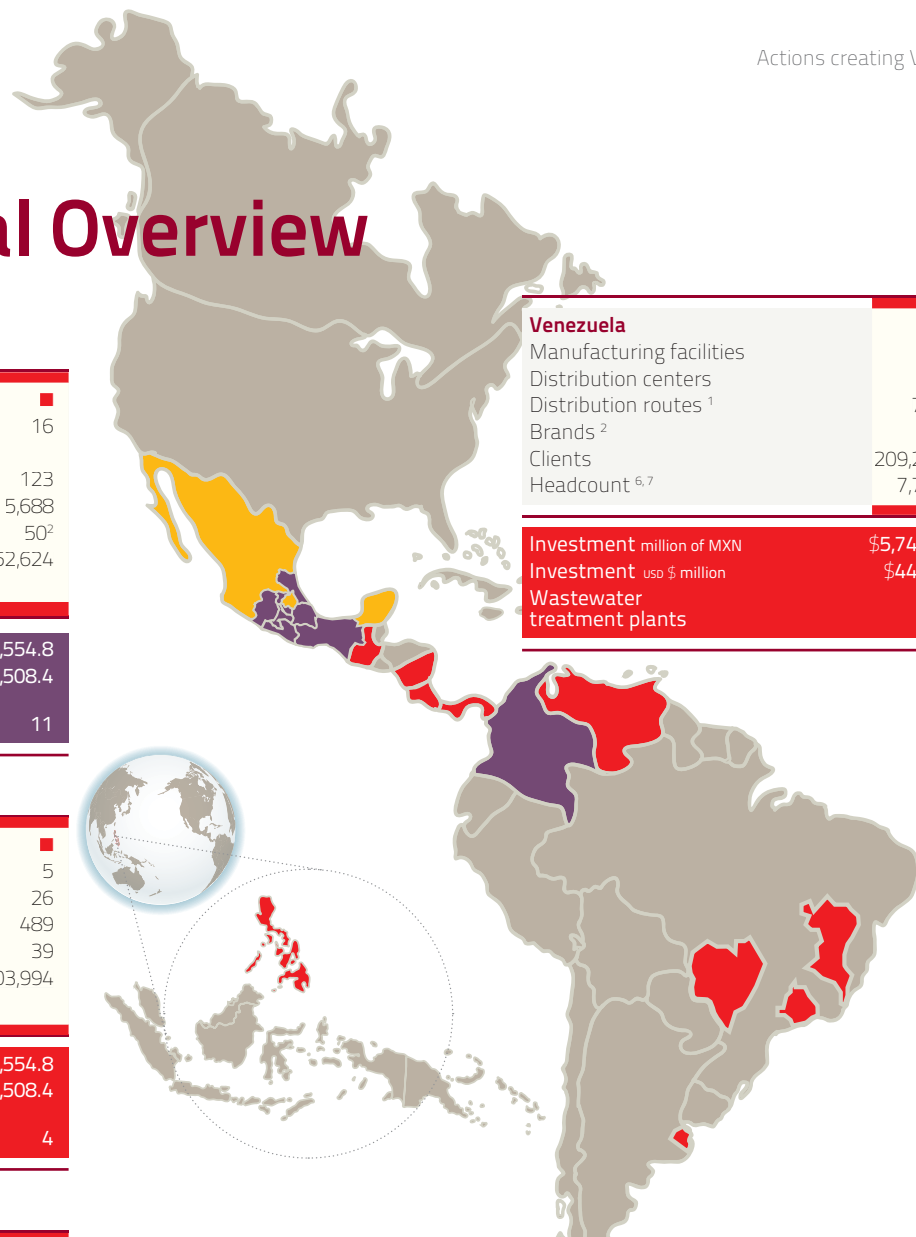 Actions creating
al Overview
16
123
5,688
50²
62,624
,554.8
,508.4
11
5
26
489
39
03,994
,554.8
,508.4
4
Venezuela
Manufacturing facilities
Distribution centers
Distribution routes ¹
Brands ²
Clients 209,2
Headcount ⁶,⁷ 7,7
Investment million of MXN $5,74
Investment USD $ million $44
Wastewater
treatment plants